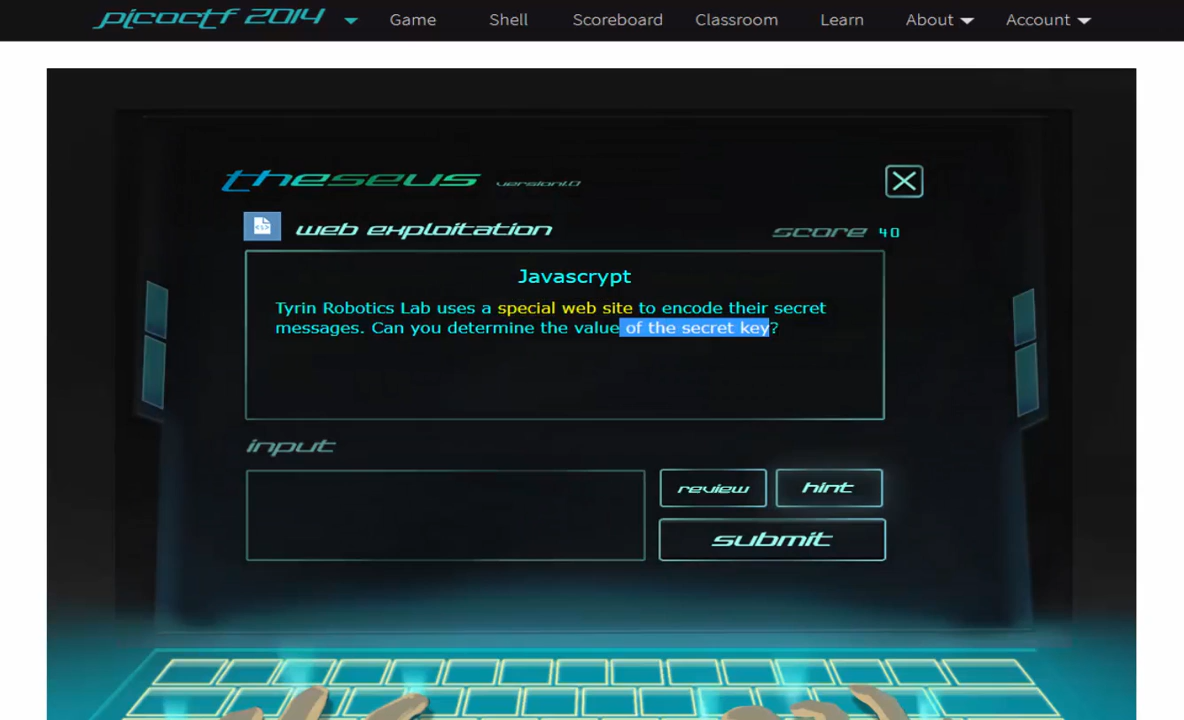 picoctf 2014 Game Shell Scoreboard Classroom Learn About Account
theseus version1.0
web exploitation score 40
Javascrypt
Tyrin Robotics Lab uses a special web site to encode their secret
messages. Can you determine the value of the secret key?
input
review hint
submit